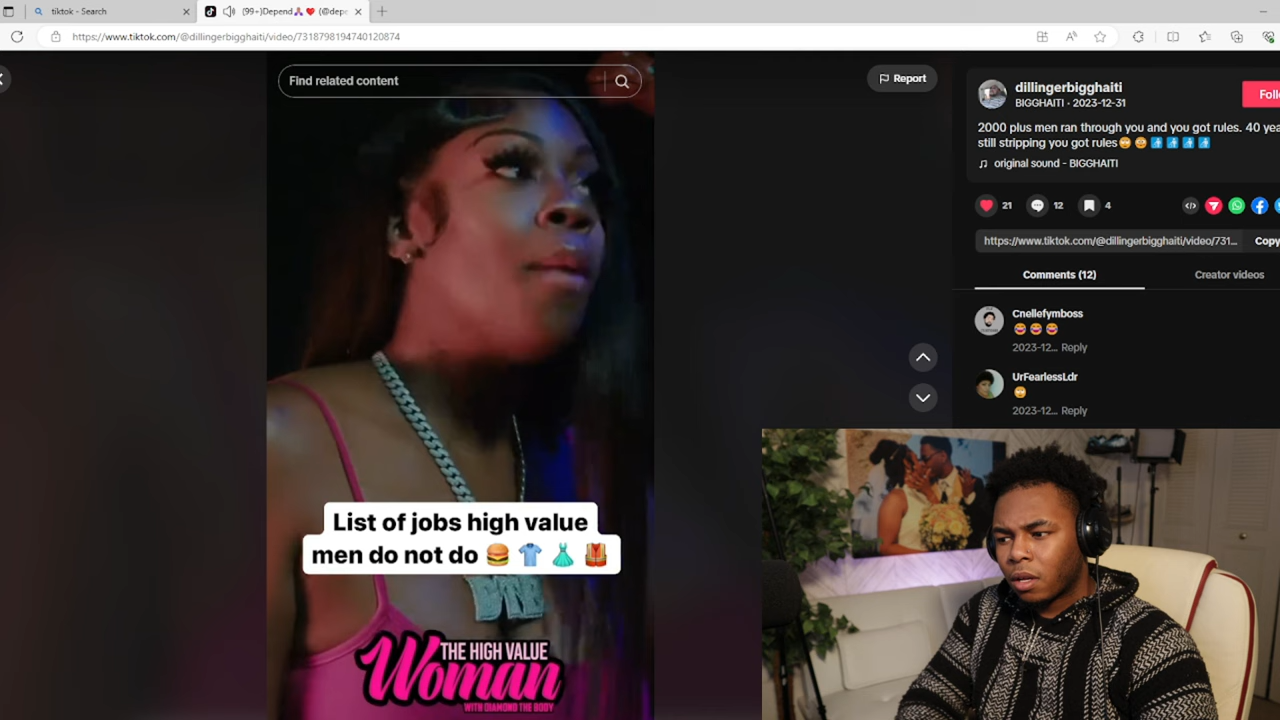 tiktok - Search
(99+)Depend🙏❤️ (@depe
https://www.tiktok.com/@dillingerbigghaiti/video/7318798194740120874
Find related content
Report
dillingerbigghaiti
BIGGHAITI · 2023-12-31
Follo
2000 plus men ran through you and you got rules. 40 yea
still stripping you got rules🙄😳🚶🚶🚶🚶
original sound - BIGGHAITI
21
12
4
https://www.tiktok.com/@dillingerbigghaiti/video/731...
Copy
Comments (12)
Creator videos
Cnellefymboss
😂😂😂
2023-12... Reply
UrFearlessLdr
🙄
2023-12... Reply
List of jobs high value
men do not do 🍔 👕 👗 🦺
THE HIGH VALUE
Woman
WITH DIAMOND THE BODY